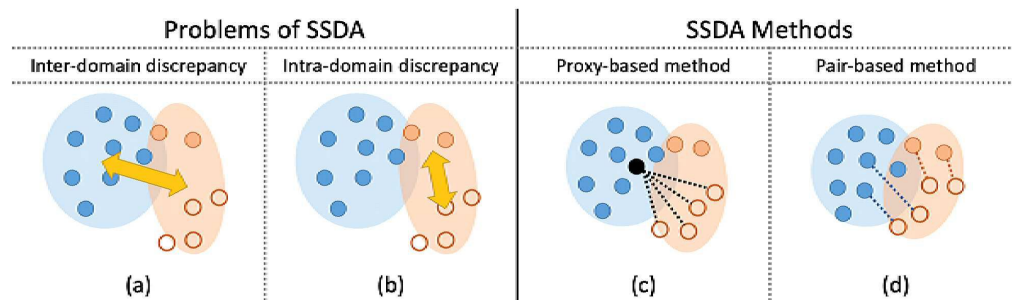 Problems of SSDA
SSDA Methods
Inter-domain discrepancy
Intra-domain discrepancy
Proxy-based method
Pair-based method
(a)
(b)
(c)
(d)